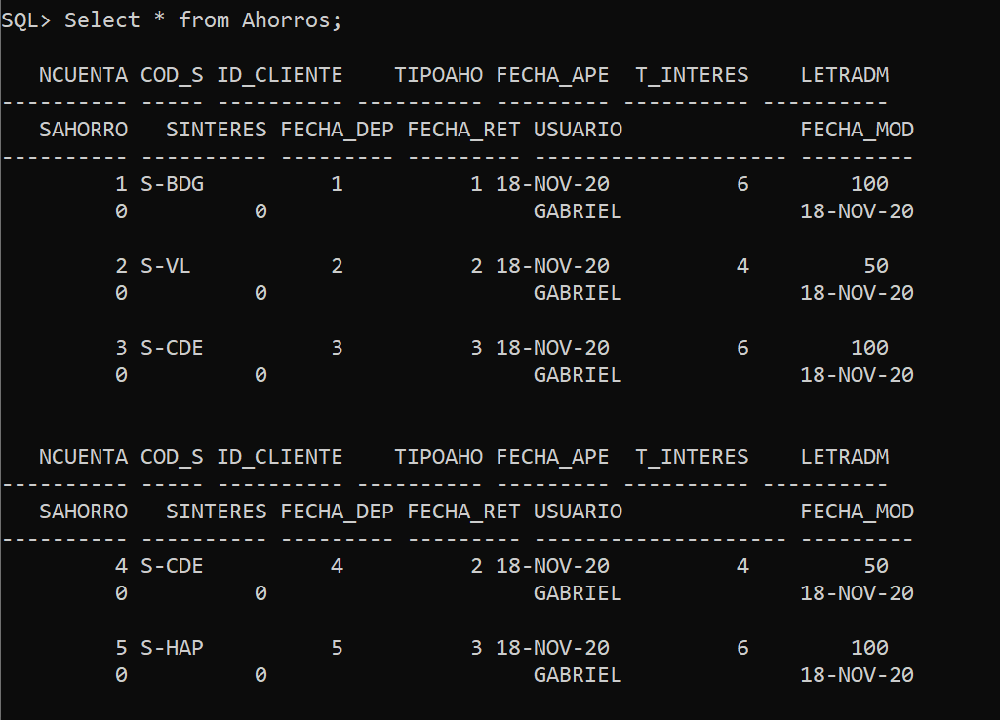 SQL> Select * from Ahorros;
NCUENTA COD_S ID_CLIENTE TIPOAHO FECHA_APE T_INTERES LETRADM
---------- ----- ---------- ---------- --------- ---------- ----------
SAHORRO SINTERES FECHA_DEP FECHA_RET USUARIO FECHA_MOD
---------- ---------- --------- --------- -------------------- ---------
1 S-BDG 1 1 18-NOV-20 6 100
0 0 GABRIEL 18-NOV-20
2 S-VL 2 2 18-NOV-20 4 50
0 0 GABRIEL 18-NOV-20
3 S-CDE 3 3 18-NOV-20 6 100
0 0 GABRIEL 18-NOV-20
NCUENTA COD_S ID_CLIENTE TIPOAHO FECHA_APE T_INTERES LETRADM
---------- ----- ---------- ---------- --------- ---------- ----------
SAHORRO SINTERES FECHA_DEP FECHA_RET USUARIO FECHA_MOD
---------- ---------- --------- --------- -------------------- ---------
4 S-CDE 4 2 18-NOV-20 4 50
0 0 GABRIEL 18-NOV-20
5 S-HAP 5 3 18-NOV-20 6 100
0 0 GABRIEL 18-NOV-20